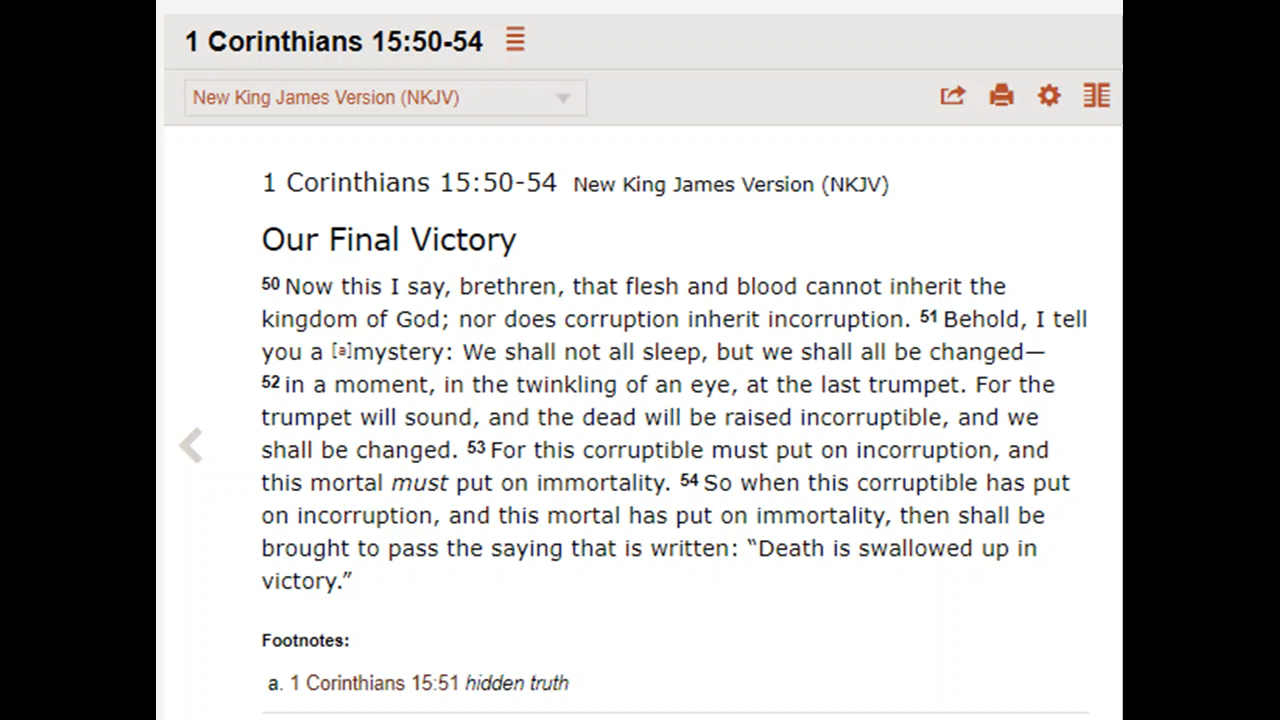 1 Corinthians 15:50-54
New King James Version (NKJV)
1 Corinthians 15:50-54 New King James Version (NKJV)
Our Final Victory
50 Now this I say, brethren, that flesh and blood cannot inherit the
kingdom of God; nor does corruption inherit incorruption. 51 Behold, I tell
you a [a]mystery: We shall not all sleep, but we shall all be changed—
52 in a moment, in the twinkling of an eye, at the last trumpet. For the
trumpet will sound, and the dead will be raised incorruptible, and we
shall be changed. 53 For this corruptible must put on incorruption, and
this mortal must put on immortality. 54 So when this corruptible has put
on incorruption, and this mortal has put on immortality, then shall be
brought to pass the saying that is written: “Death is swallowed up in
victory.”
Footnotes:
a. 1 Corinthians 15:51 hidden truth